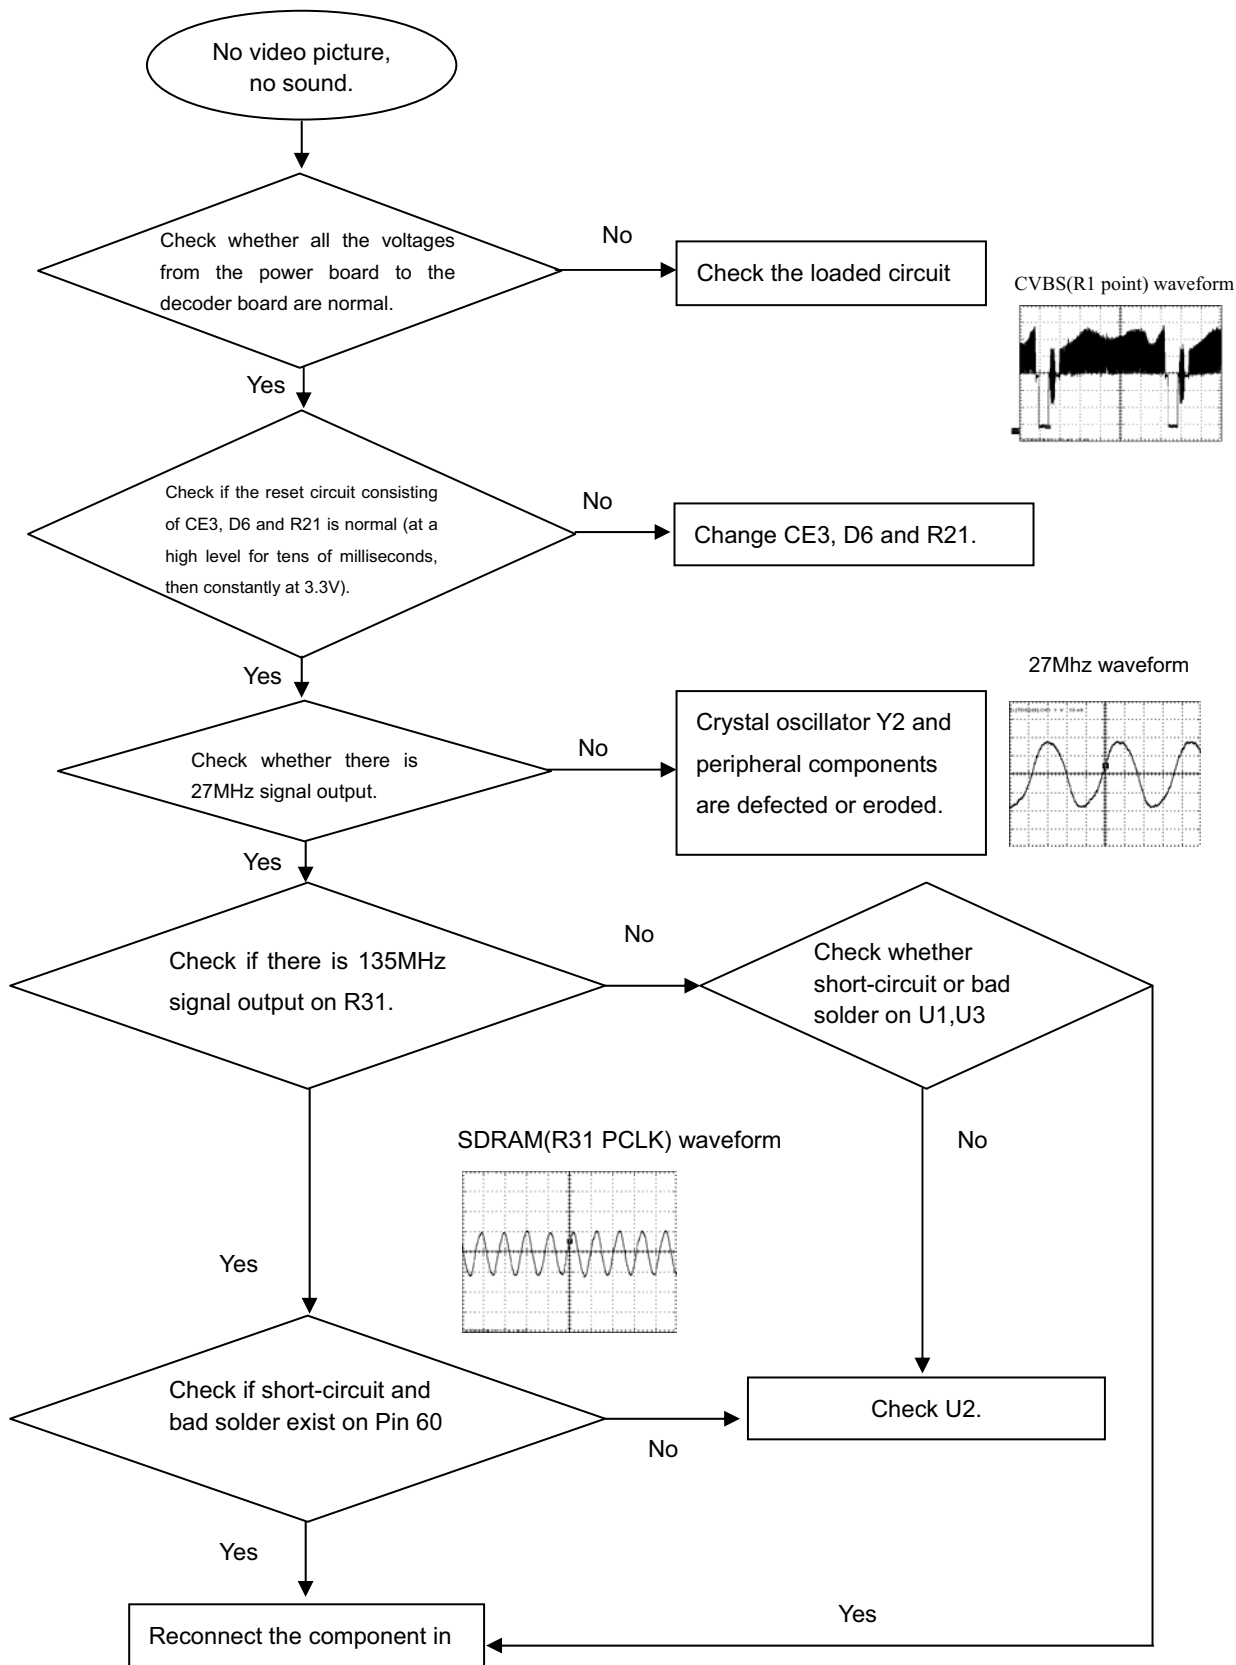 No video picture,
no sound.
Check whether all the voltages
from the power board to the
decoder board are normal.
No
Check the loaded circuit
CVBS(R1 point) waveform
Yes
Check if the reset circuit consisting
of CE3, D6 and R21 is normal (at a
high level for tens of milliseconds,
then constantly at 3.3V).
No
Change CE3, D6 and R21.
Yes
27Mhz waveform
Check whether there is
27MHz signal output.
No
Crystal oscillator Y2 and
peripheral components
are defected or eroded.
Yes
Check if there is 135MHz
signal output on R31.
No
Check whether
short-circuit or bad
solder on U1,U3
No
SDRAM(R31 PCLK) waveform
Yes
Check if short-circuit and
bad solder exist on Pin 60
No
Check U2.
Yes
Yes
Reconnect the component in